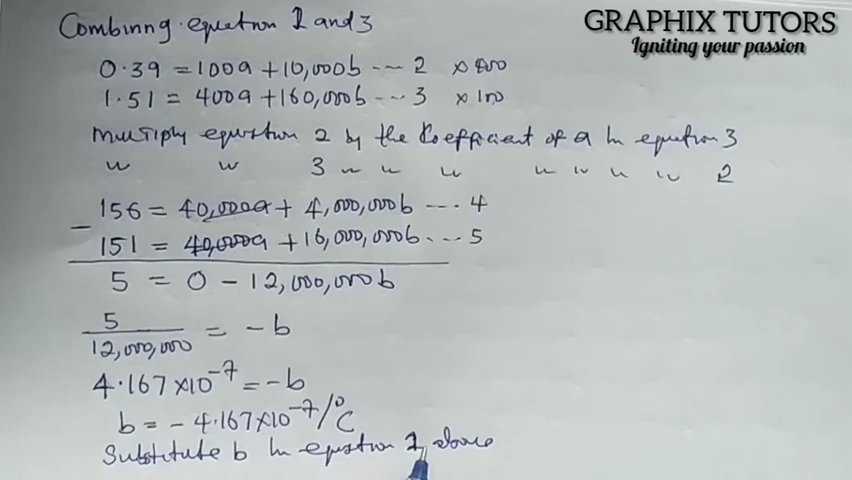 GRAPHIX TUTORS
Igniting your passion
Combinng equation 2 and 3
0.39 = 100a + 10,000b --- 2 × 400
1.51 = 400a + 160,000b --- 3 × 100
Multiply equation 2 by the Coefficient of a in equation 3
〃 〃 3 〃 〃 〃 〃 〃 〃 〃 2
156 = 40,000a + 4,000,000b ---- 4
- 151 = 40,000a + 16,000,000b --- 5
5 = 0 - 12,000,000b
5
12,000,000 = -b
4.167×10⁻⁷ = -b
b = - 4.167×10⁻⁷/°C
Substitute b in equation 2, above